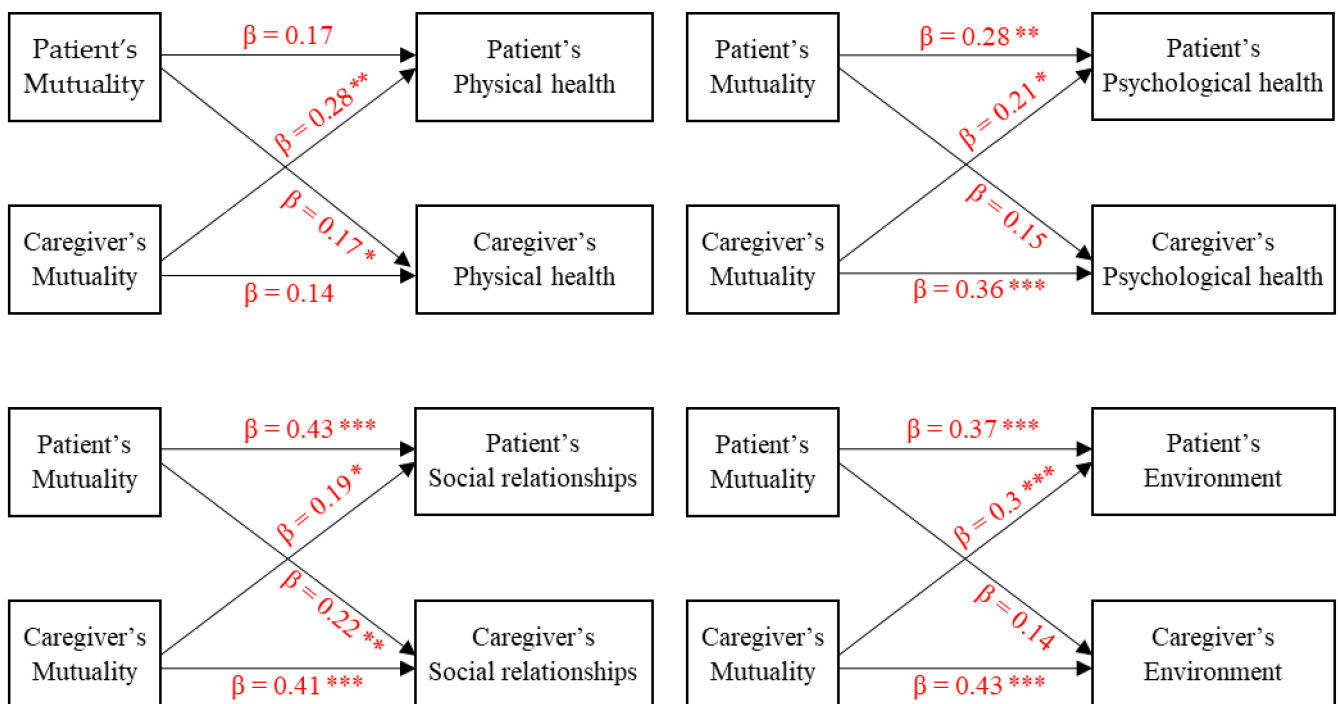 Patient's
Mutuality
β = 0.17
Patient's
Physical health
β = 0.28 **
β = 0.17 *
Caregiver's
Mutuality
β = 0.14
Caregiver's
Physical health
Patient's
Mutuality
β = 0.28 **
Patient's
Psychological health
β = 0.21 *
β = 0.15
Caregiver's
Mutuality
β = 0.36 ***
Caregiver's
Psychological health
Patient's
Mutuality
β = 0.43 ***
Patient's
Social relationships
β = 0.19 *
β = 0.22 **
Caregiver's
Mutuality
β = 0.41 ***
Caregiver's
Social relationships
Patient's
Mutuality
β = 0.37 ***
Patient's
Environment
β = 0.3 ***
β = 0.14
Caregiver's
Mutuality
β = 0.43 ***
Caregiver's
Environment